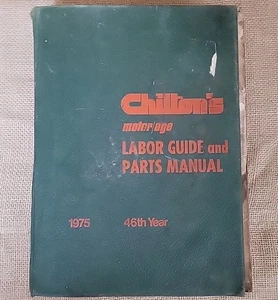 Chilton's
motor/age
LABOR GUIDE and
PARTS MANUAL
1975 46th Year